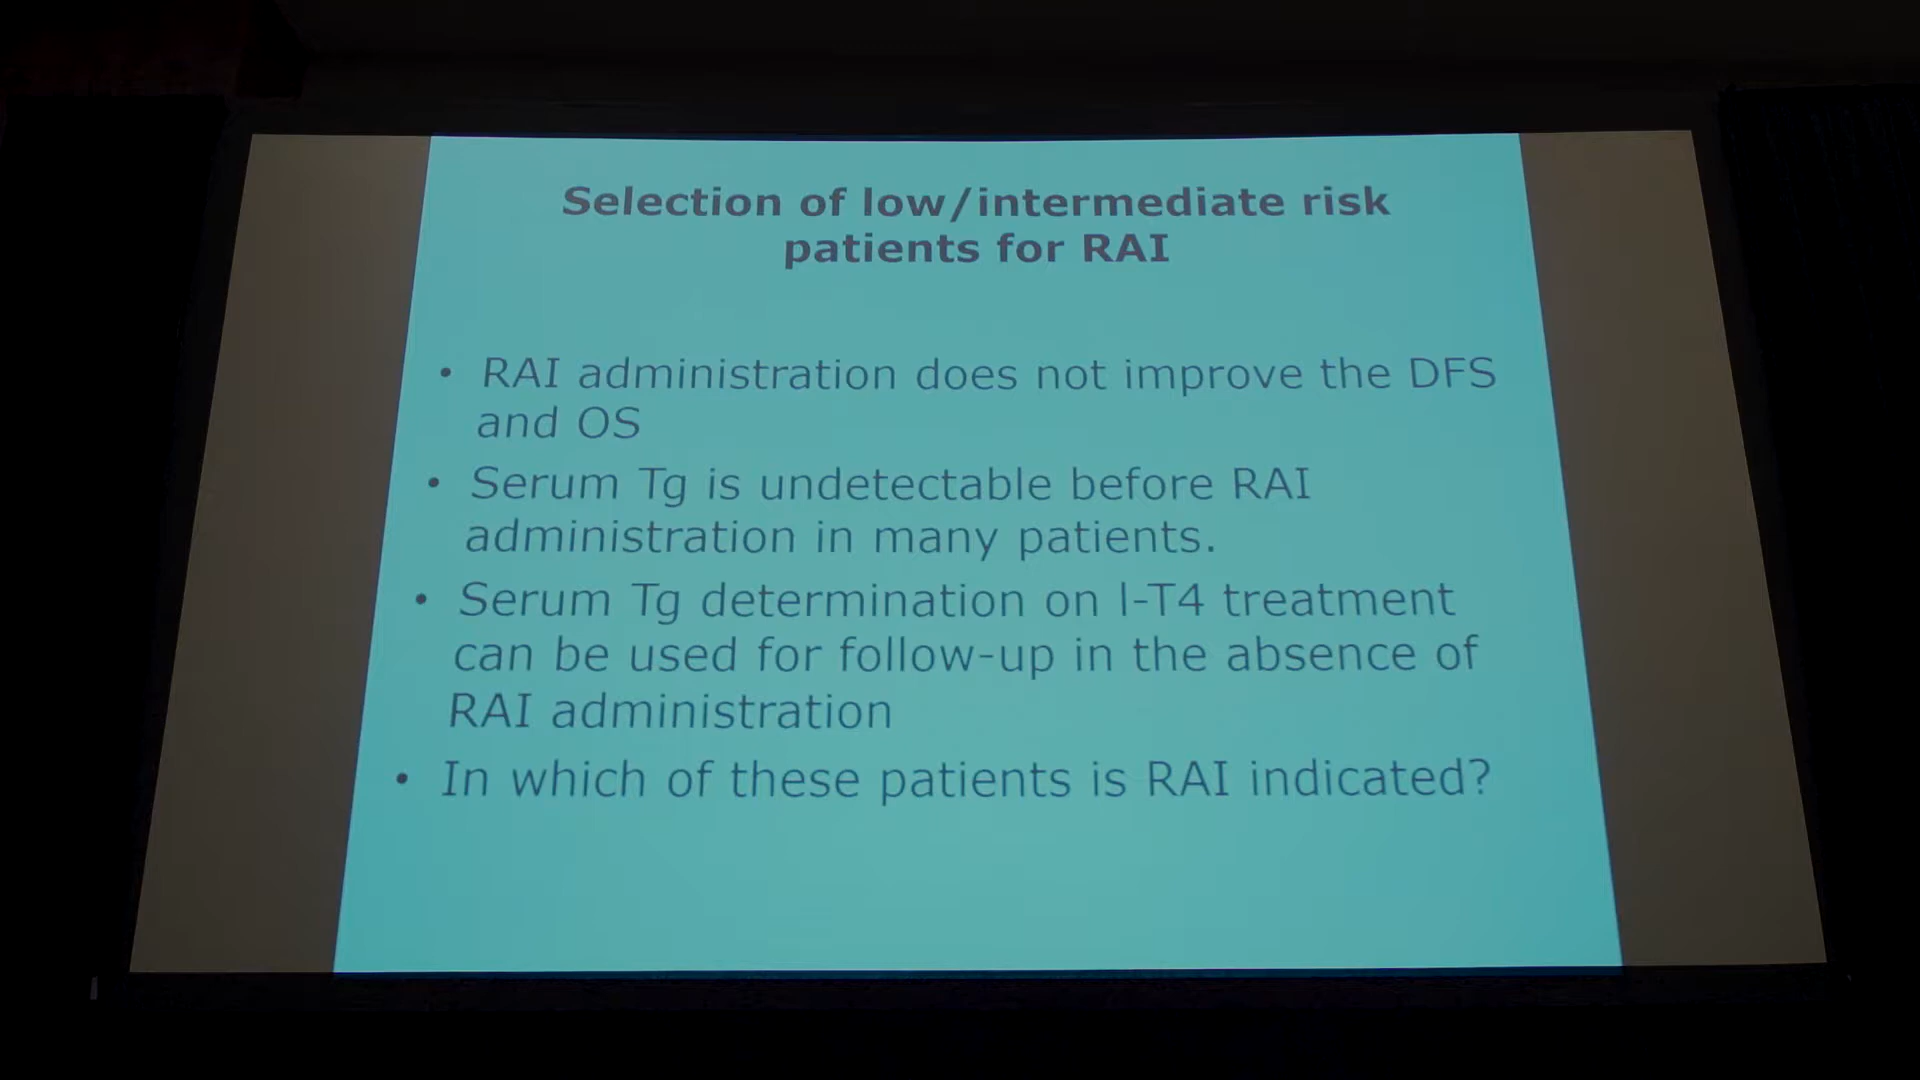 Selection of low/intermediate risk
patients for RAI
• RAI administration does not improve the DFS
and OS
• Serum Tg is undetectable before RAI
administration in many patients.
• Serum Tg determination on l-T4 treatment
can be used for follow-up in the absence of
RAI administration
• In which of these patients is RAI indicated?